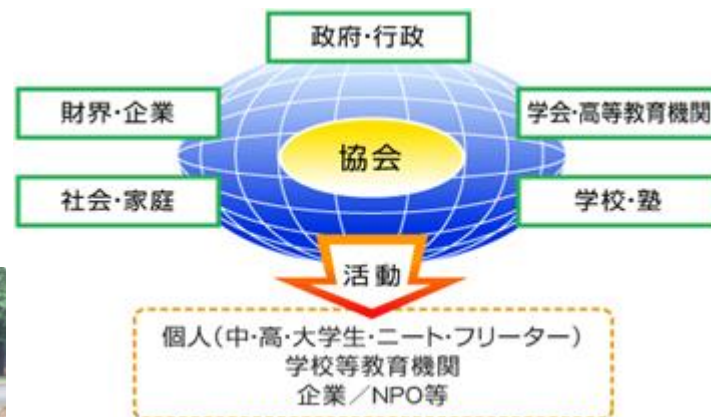 政府・行政
財界・企業
学会・高等教育機関
協会
社会・家庭
学校・塾
活動
個人(中・高・大学生・ニート・フリーター)
学校等教育機関
企業／NPO等